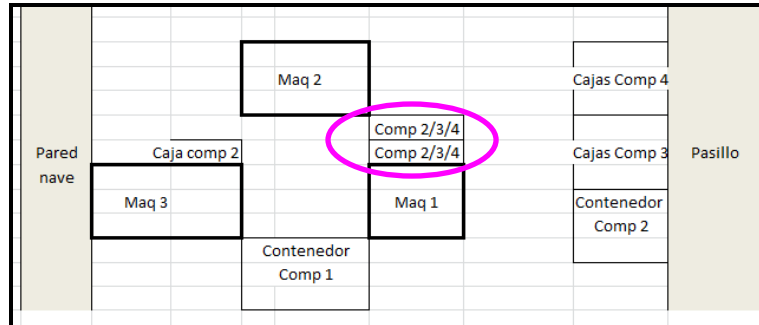 Maq 2
Cajas Comp 4
Comp 2/3/4
Pared
nave
Caja comp 2
Comp 2/3/4
Cajas Comp 3
Pasillo
Maq 3
Maq 1
Contenedor
Comp 2
Contenedor
Comp 1